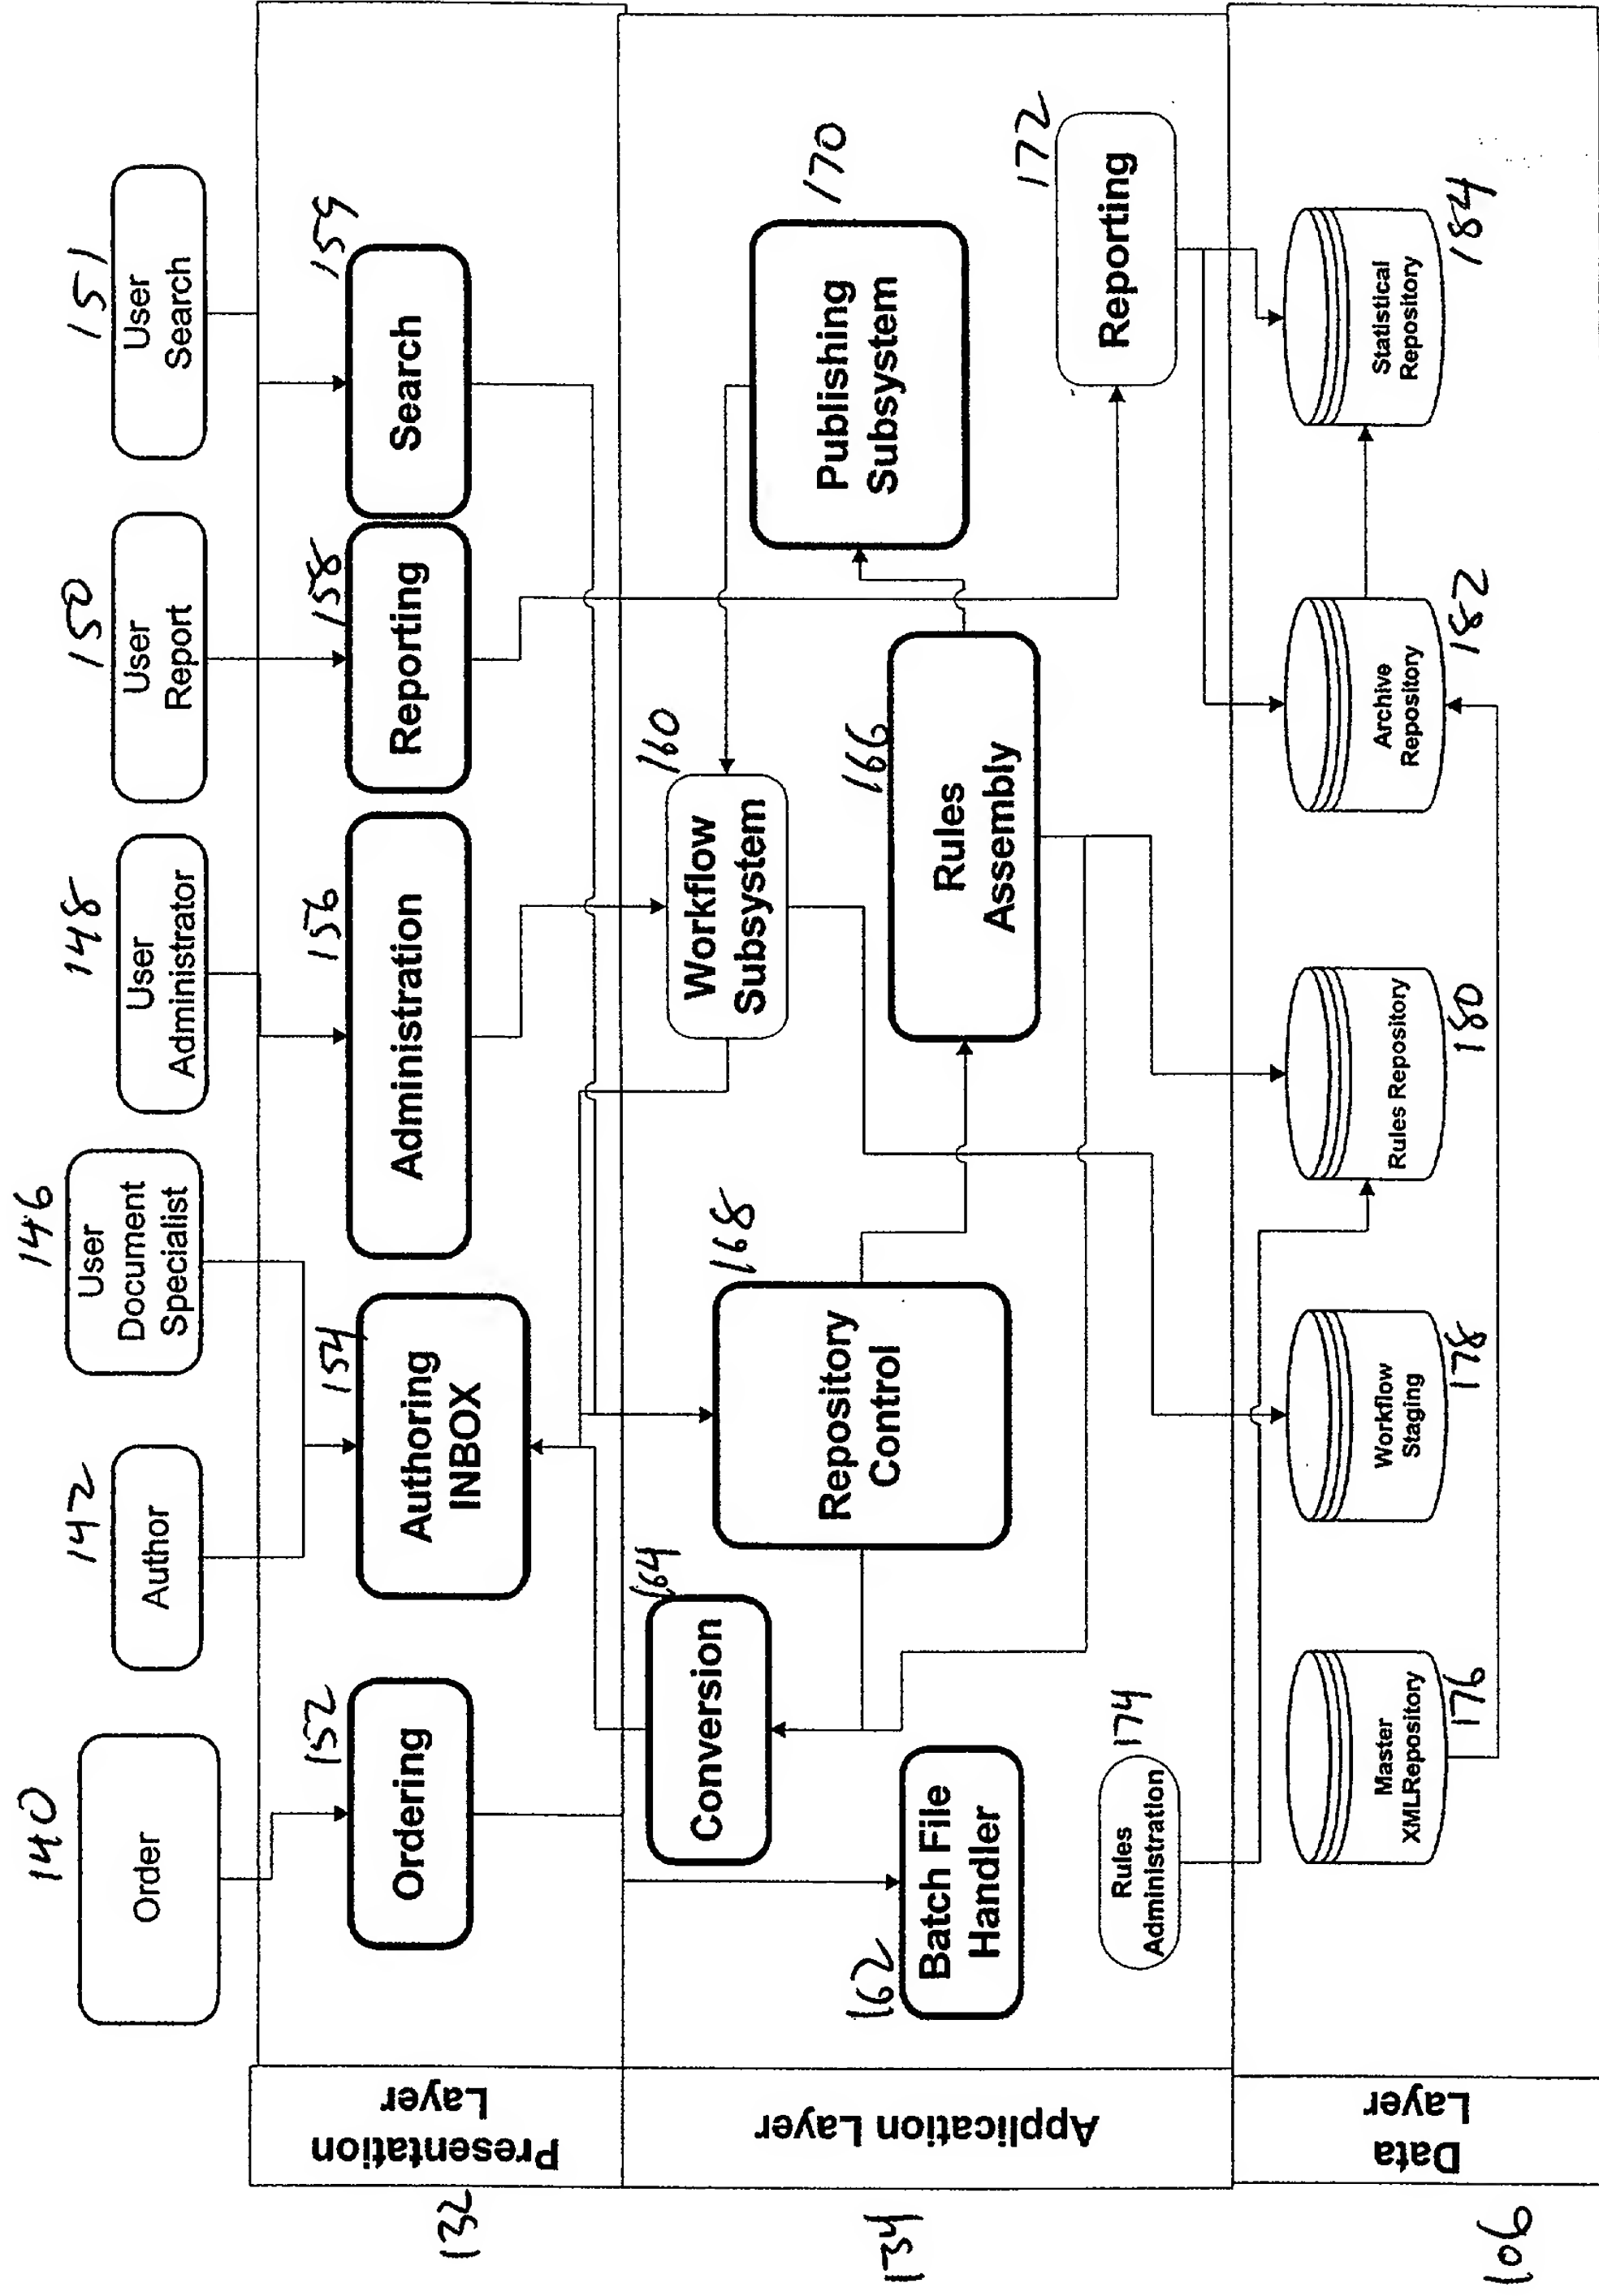 140
Order
142
Author
146
User
Document
Specialist
148
User
Administrator
150
User
Report
151
User
Search
132
Presentation
Layer
152
Ordering
154
Authoring
INBOX
156
Administration
158
Reporting
159
Search
134
Application Layer
164
Conversion
162
Batch File
Handler
168
Repository
Control
160
Workflow
Subsystem
166
Rules
Assembly
170
Publishing
Subsystem
172
Reporting
174
Rules
Administration
106
Data
Layer
Master
XMLRepository
176
Workflow
Staging
178
Rules Repository
180
Archive
Repository
182
Statistical
Repository
184